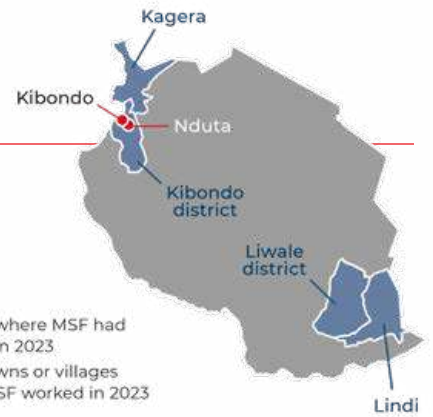 Kagera
Kibondo
Nduta
Kibondo
district
Liwale
district
where MSF had
n 2023
wns or villages
SF worked in 2023
Lindi